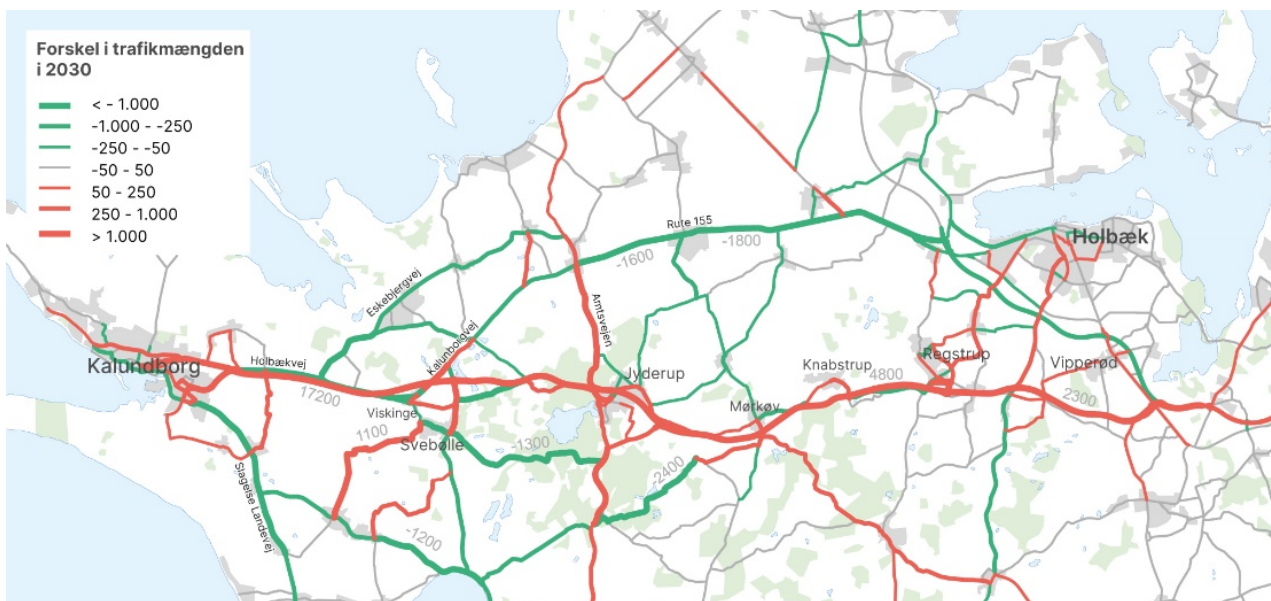 Forskel i trafikmængden
i 2030
< - 1.000
-1.000 - -250
-250 - -50
-50 - 50
50 - 250
250 - 1.000
> 1.000
Rute 155
-1800
-1600
Holbæk
Eskebjergvej
Amtsvejen
Kalunborgvej
Holbækvej
Kalundborg
17200
Jyderup
Knabstrup
4800
Regstrup
Vipperød
2300
Viskinge
1100
Svebølle
-1300
Mørkøv
-2400
Slagelse Landevej
-1200